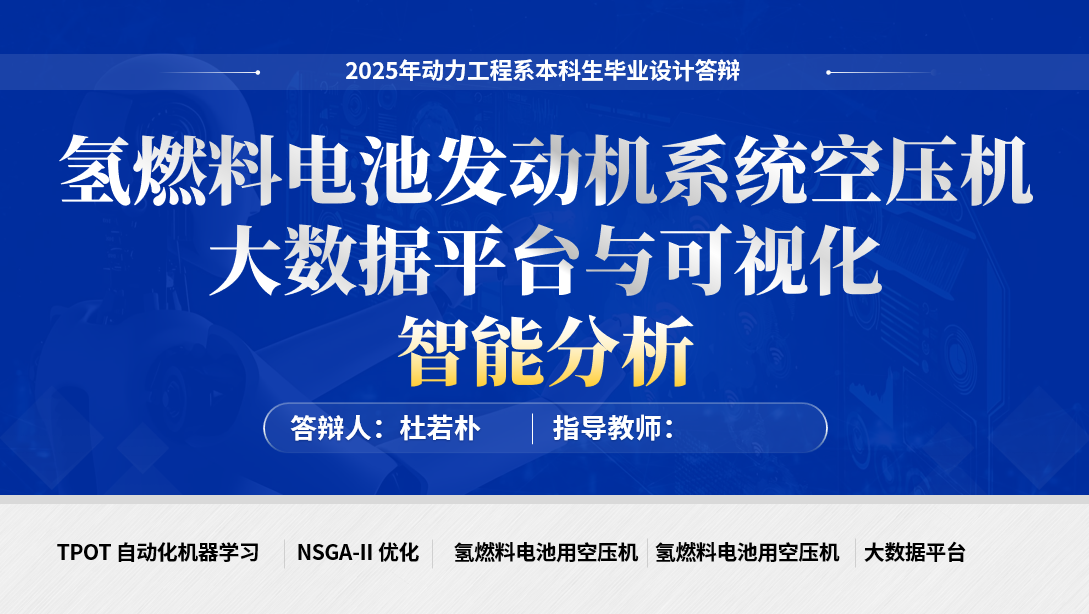 2025年动力工程系本科生毕业设计答辩
氢燃料电池发动机系统空压机
大数据平台与可视化
智能分析
答辩人：杜若朴 指导教师：
TPOT 自动化机器学习 NSGA-II 优化 氢燃料电池用空压机 氢燃料电池用空压机 大数据平台